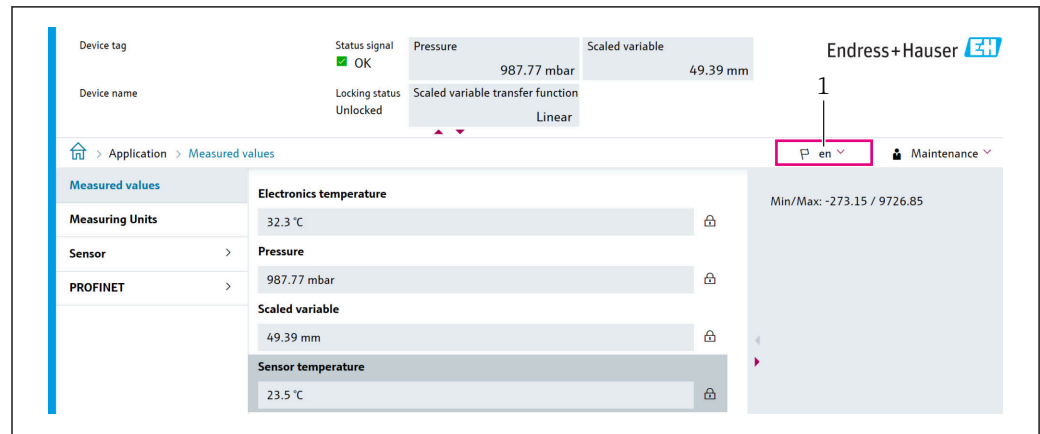 Device tag
Status signal
OK
Pressure
987.77 mbar
Scaled variable
49.39 mm
Endress+Hauser EH
Device name
Locking status
Unlocked
Scaled variable transfer function
Linear
1
> Application > Measured values
en
Maintenance
Measured values
Measuring Units
Sensor >
PROFINET >
Electronics temperature
32.3 °C
Pressure
987.77 mbar
Scaled variable
49.39 mm
Sensor temperature
23.5 °C
Min/Max: -273.15 / 9726.85